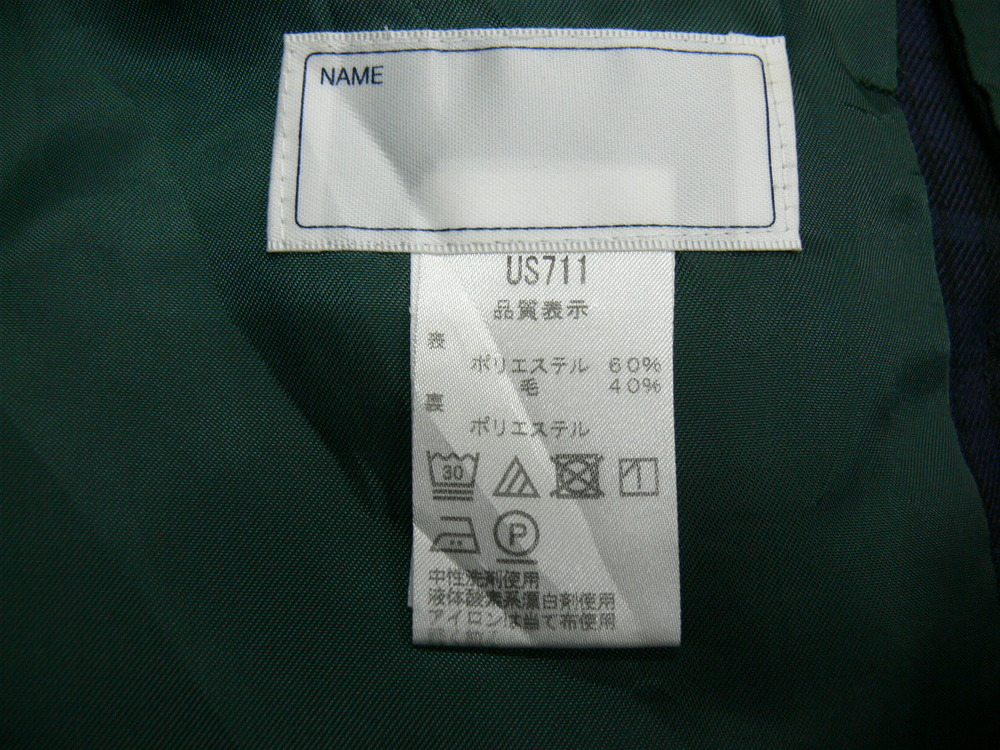 NAME
US711
品質表示
表
ポリエステル 60%
毛 40%
裏
ポリエステル
30
P
中性洗剤使用
液体酸素系漂白剤使用
アイロンは当て布使用